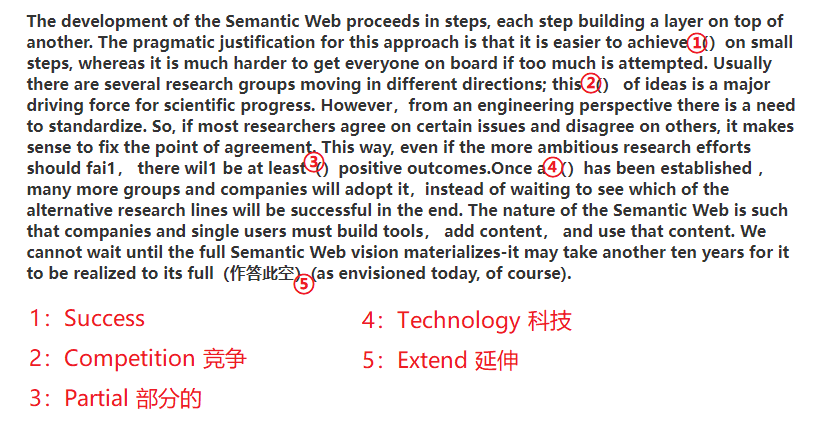 The development of the Semantic Web proceeds in steps, each step building a layer on top of
another. The pragmatic justification for this approach is that it is easier to achieve ①() on small
steps, whereas it is much harder to get everyone on board if too much is attempted. Usually
there are several research groups moving in different directions; this ②() of ideas is a major
driving force for scientific progress. However, from an engineering perspective there is a need
to standardize. So, if most researchers agree on certain issues and disagree on others, it makes
sense to fix the point of agreement. This way, even if the more ambitious research efforts
should fai1, there wil1 be at least ③() positive outcomes.Once a ④() has been established ,
many more groups and companies will adopt it, instead of waiting to see which of the
alternative research lines will be successful in the end. The nature of the Semantic Web is such
that companies and single users must build tools, add content, and use that content. We
cannot wait until the full Semantic Web vision materializes-it may take another ten years for it
to be realized to its full (作答此空)⑤ (as envisioned today, of course).
1: Success
4: Technology 科技
2: Competition 竞争
5: Extend 延伸
3: Partial 部分的